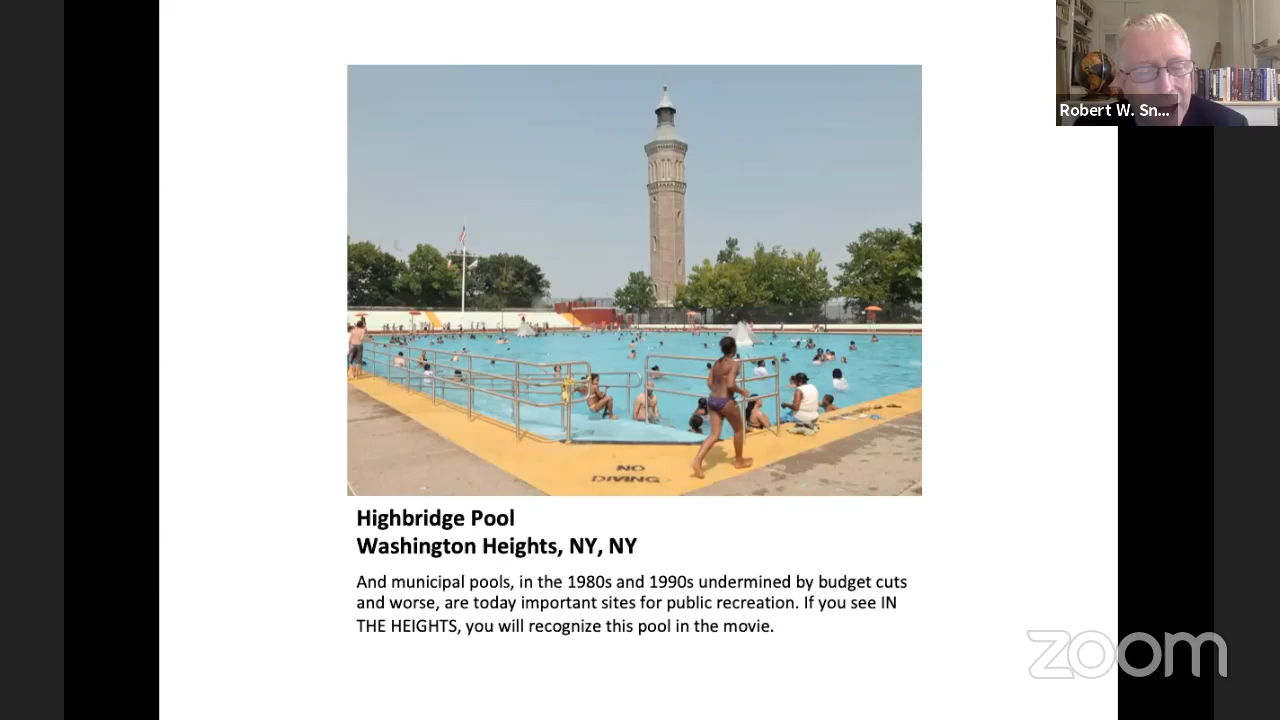 Robert W. Sn...
NO
DIVING
Highbridge Pool
Washington Heights, NY, NY
And municipal pools, in the 1980s and 1990s undermined by budget cuts
and worse, are today important sites for public recreation. If you see IN
THE HEIGHTS, you will recognize this pool in the movie.
zoom